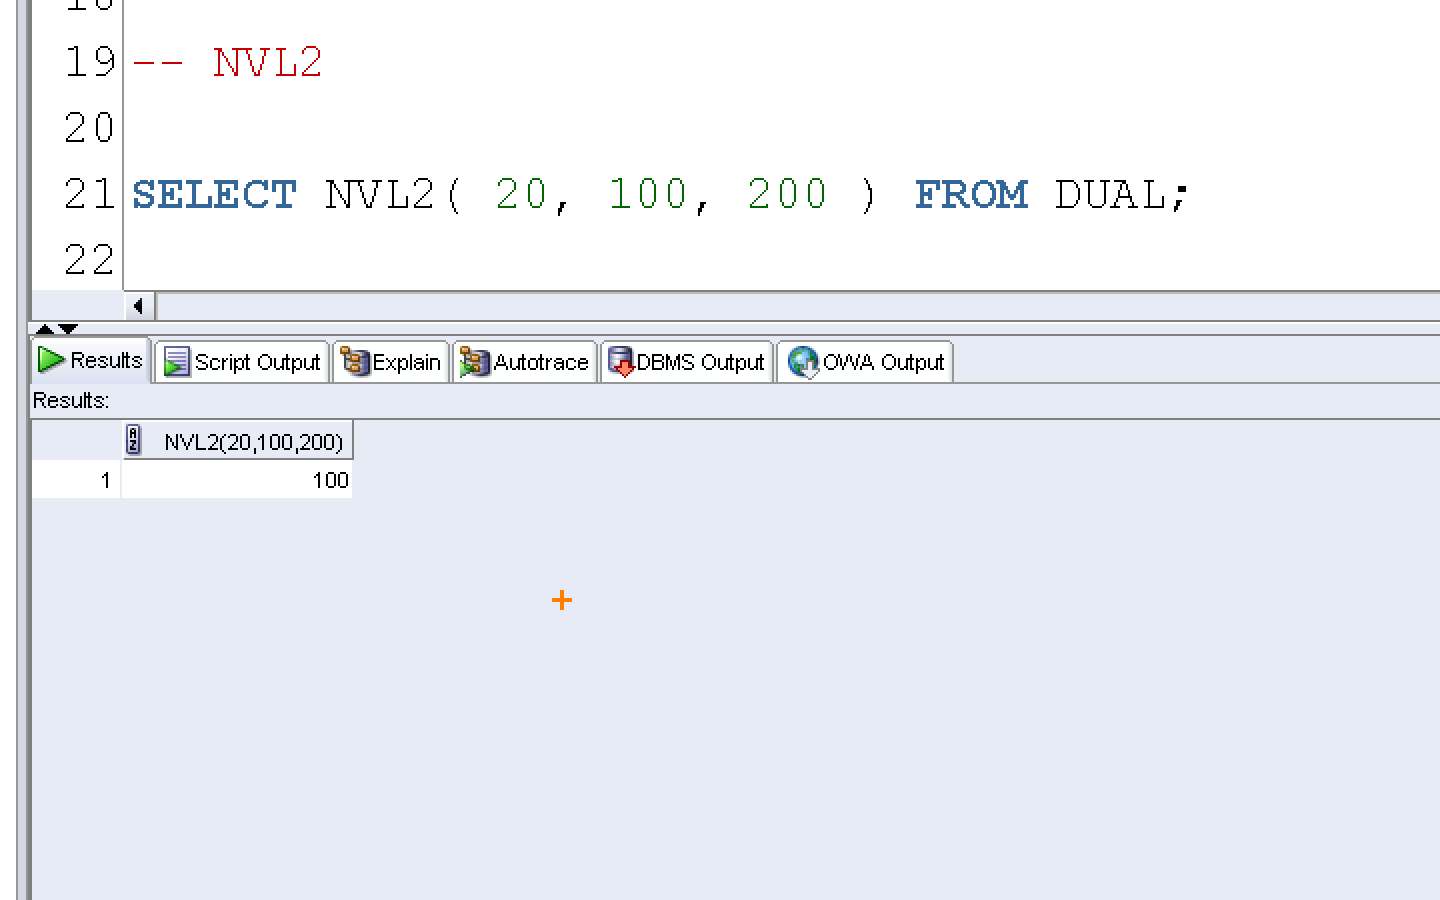 19 -- NVL2
20
21 SELECT NVL2( 20, 100, 200 ) FROM DUAL;
22
Results Script Output Explain Autotrace DBMS Output OWA Output
Results:
NVL2(20,100,200)
1 100